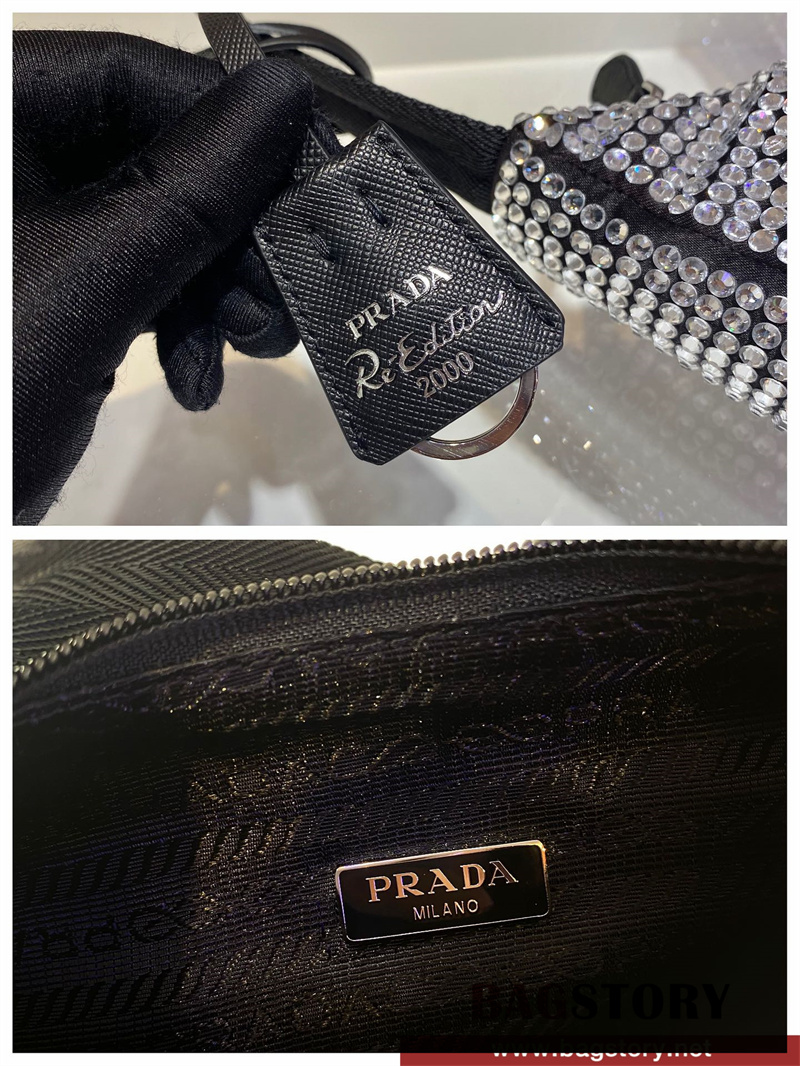 PRADA
Re-Edition
2000
PRADA
MILANO
BAGSTORY
www.bagstory.net